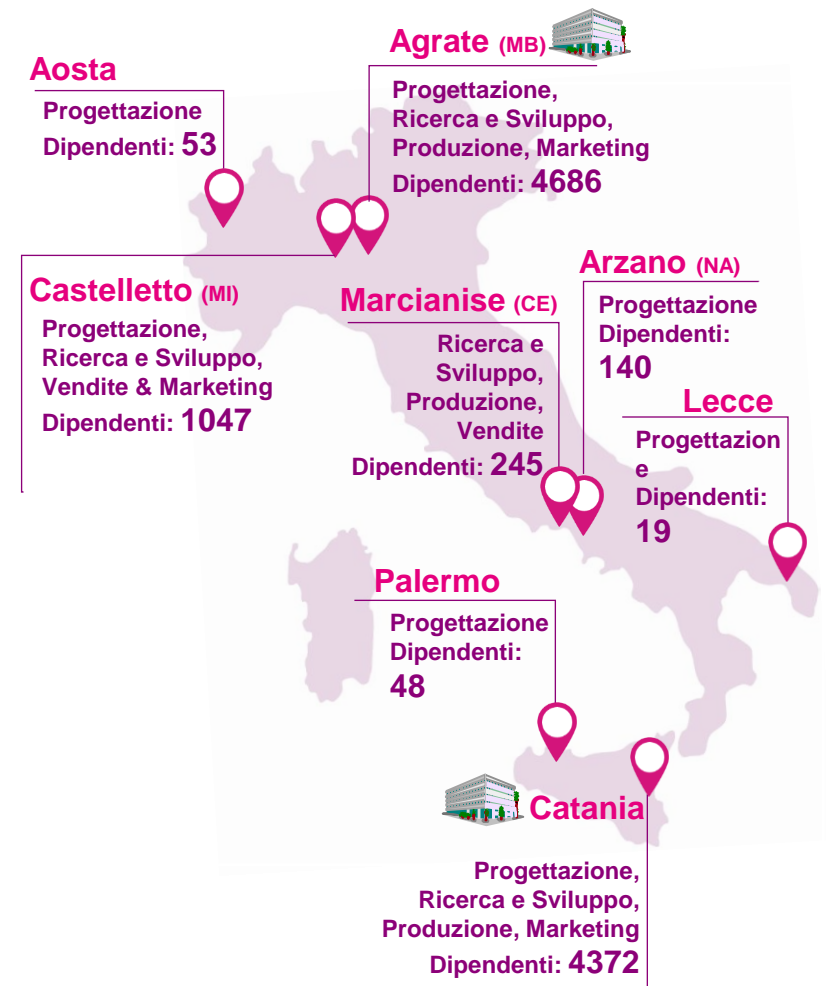 Agrate (MB)
Progettazione,
Ricerca e Sviluppo,
Produzione, Marketing
Dipendenti: 4686
Aosta
Progettazione
Dipendenti: 53
Castelletto (MI)
Progettazione,
Ricerca e Sviluppo,
Vendite & Marketing
Dipendenti: 1047
Marcianise (CE)
Ricerca e
Sviluppo,
Produzione,
Vendite
Dipendenti: 245
Arzano (NA)
Progettazione
Dipendenti:
140
Lecce
Progettazion
e
Dipendenti:
19
Palermo
Progettazione
Dipendenti:
48
Catania
Progettazione,
Ricerca e Sviluppo,
Produzione, Marketing
Dipendenti: 4372